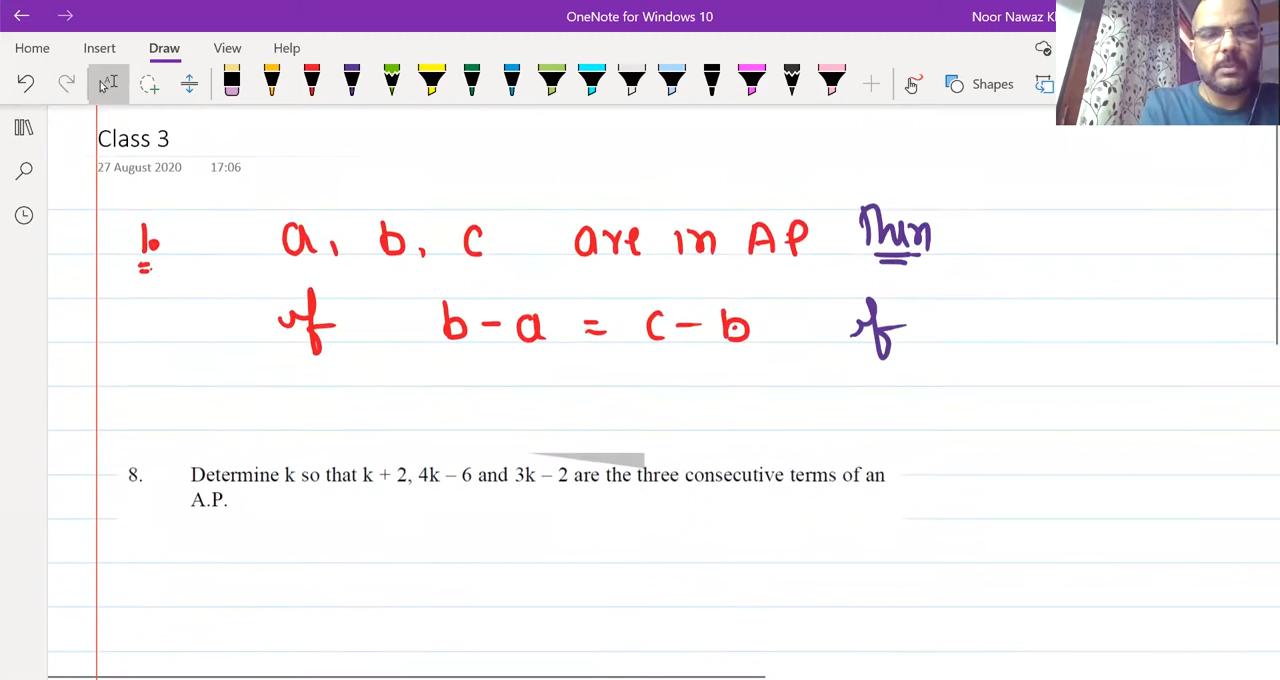 OneNote for Windows 10
Noor Nawaz Kh
Home Insert Draw View Help
Shapes
Class 3
27 August 2020 17:06
1. a, b, c are in AP Then
if b - a = c - b if
8. Determine k so that k + 2, 4k – 6 and 3k – 2 are the three consecutive terms of an
A.P.